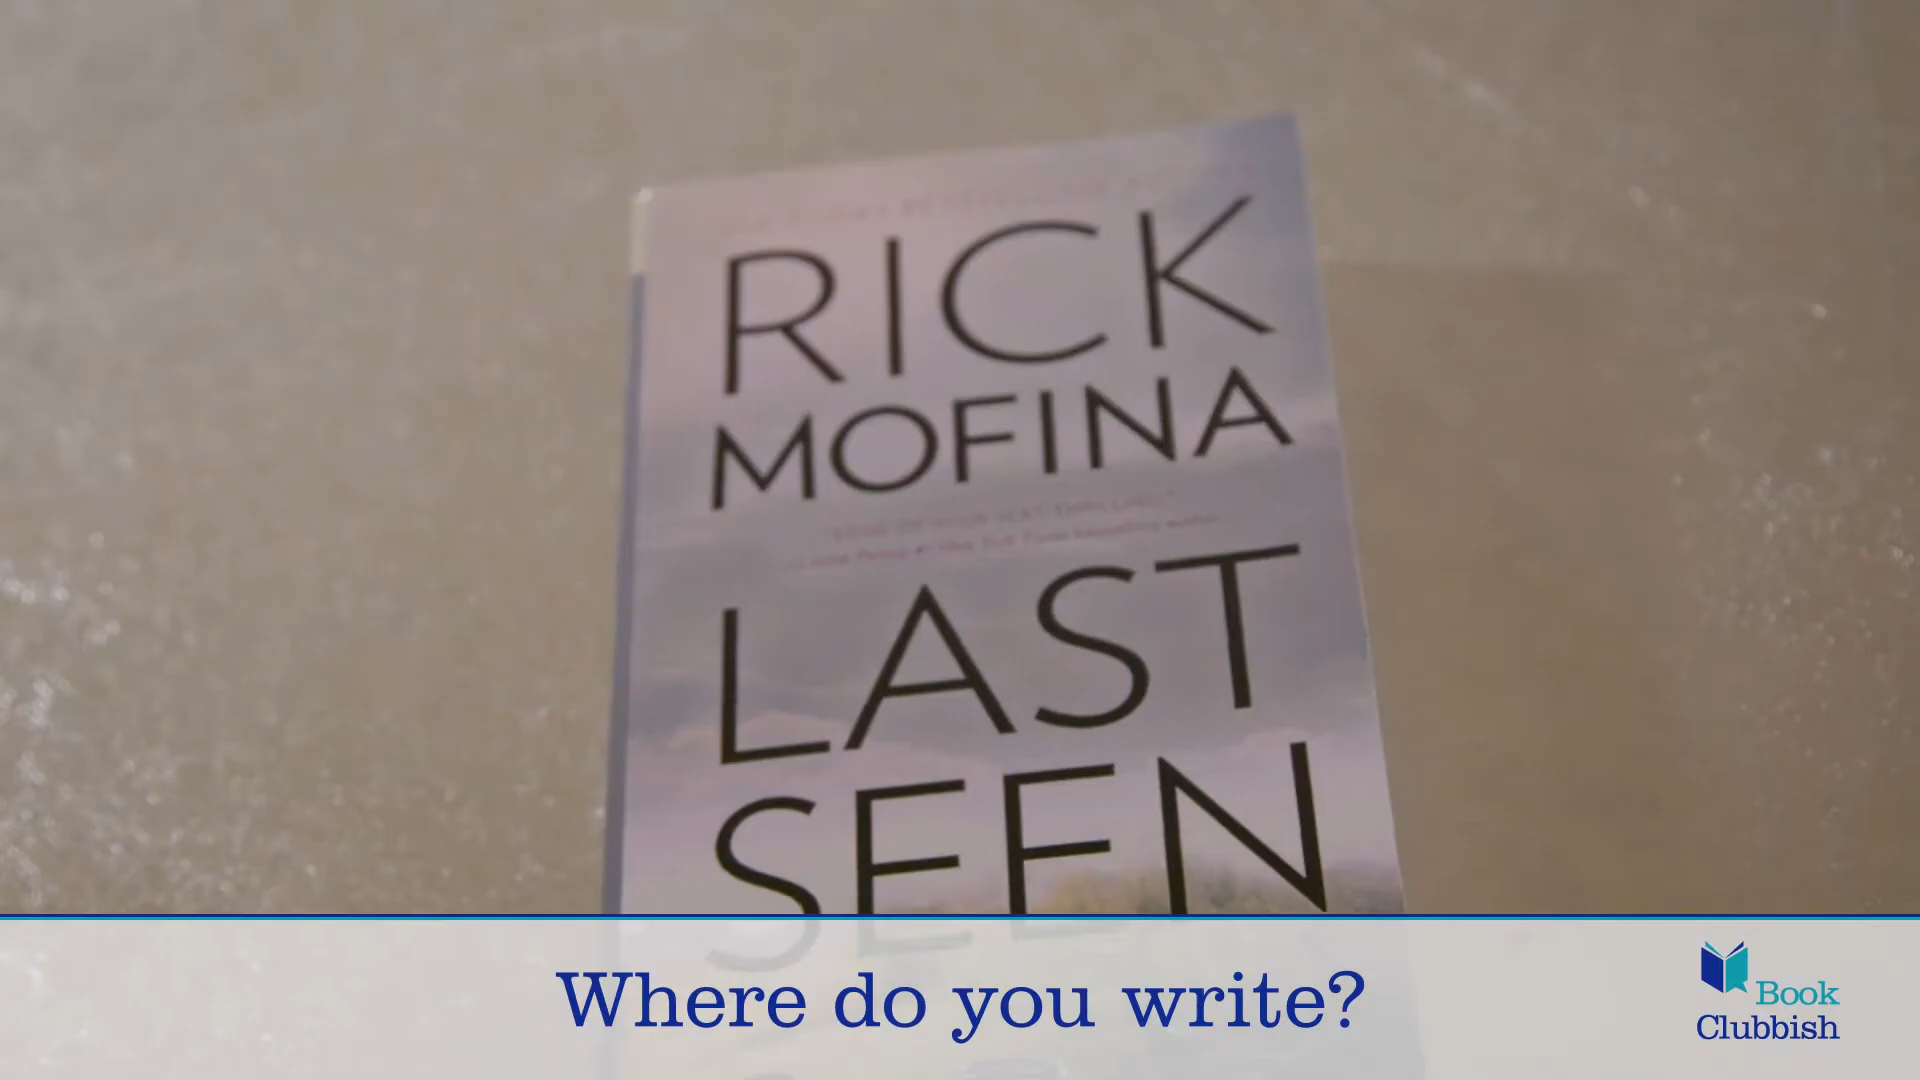 RICK
MOFINA
LAST
SEEN
Where do you write?
Book
Clubbish